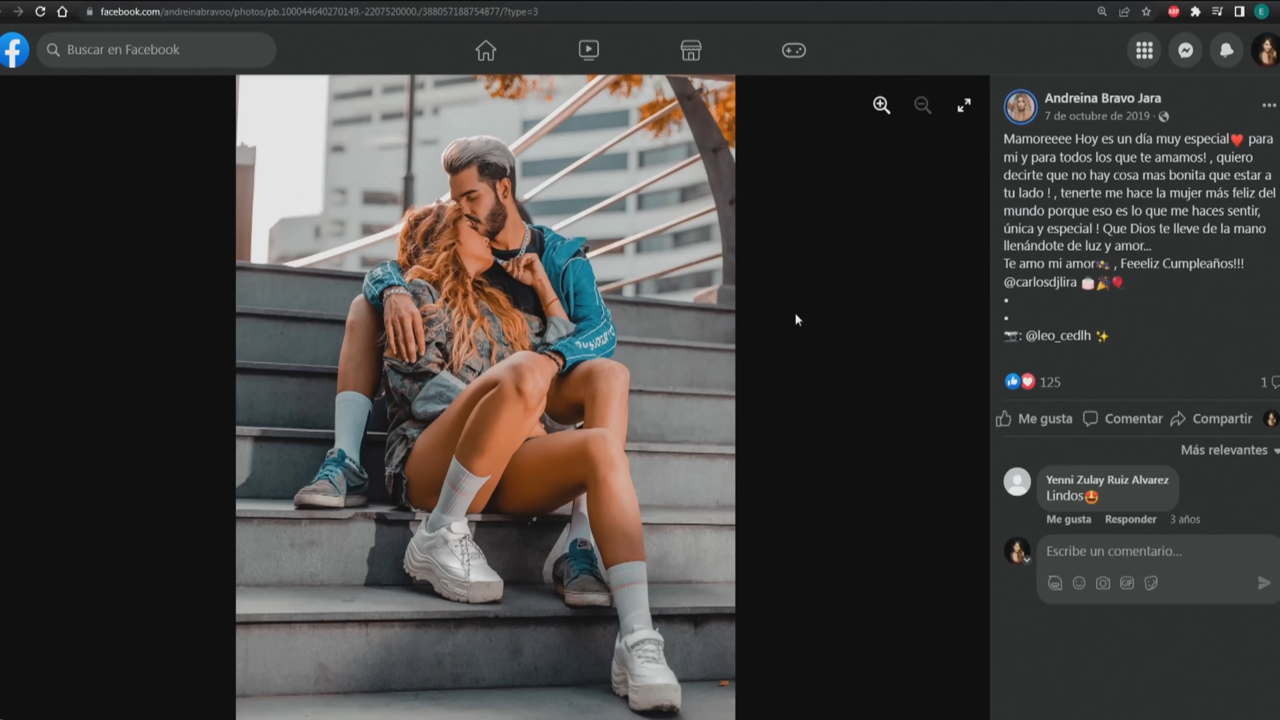 facebook.com/andreinabravoo/photos/pb.100044640270149.-2207520000./388057188754877/?type=3
ABP
E
Buscar en Facebook
Andreina Bravo Jara
7 de octubre de 2019 ·
Mamoreeee Hoy es un día muy especial❤️ para
mi y para todos los que te amamos! , quiero
decirte que no hay cosa mas bonita que estar a
tu lado ! , tenerte me hace la mujer más feliz del
mundo porque eso es lo que me haces sentir,
única y especial ! Que Dios te lleve de la mano
llenándote de luz y amor...
Te amo mi amor , Feeeliz Cumpleaños!!!
@carlosdjlira 🎂🎉🎈
•
•
📷: @leo_cedlh ✨
125
1
Me gusta Comentar Compartir
Más relevantes
Yenni Zulay Ruiz Alvarez
Lindos🤩
Me gusta Responder 3 años
Escribe un comentario...
GIF